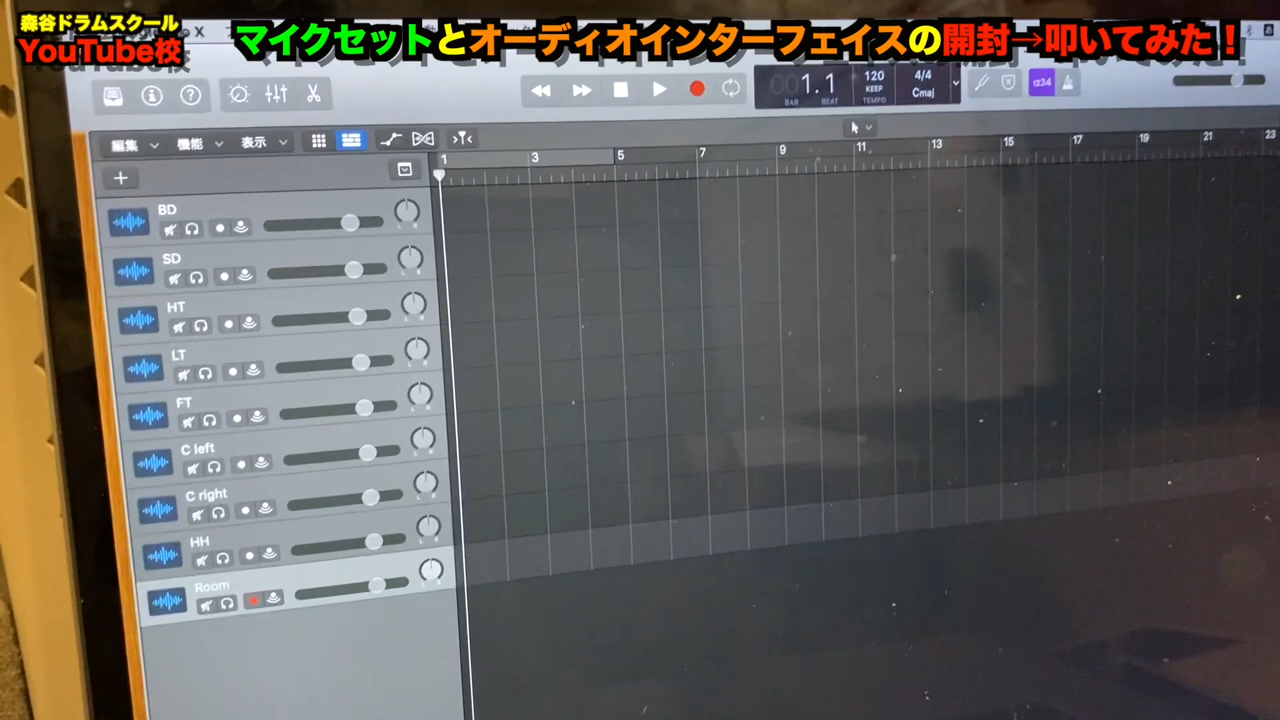 森谷ドラムスクール
YouTube校
マイクセットとオーディオインターフェイスの開封→叩いてみた！
X
1.1
BAR
BEAT
120
KEEP
TEMPO
4/4
Cmaj
1234
編集
機能
表示
1
3
5
7
9
11
13
15
17
19
21
23
BD
SD
HT
LT
FT
C left
C right
HH
Room